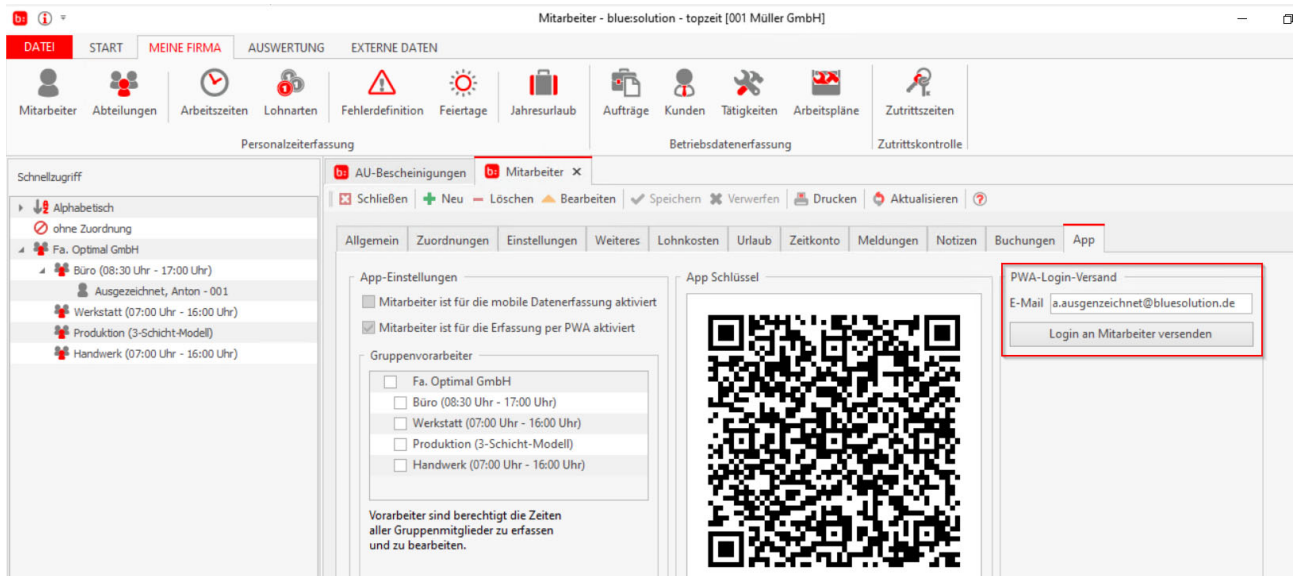 Mitarbeiter - blue:solution - topzeit [001 Müller GmbH]
DATEI START MEINE FIRMA AUSWERTUNG EXTERNE DATEN
Mitarbeiter Abteilungen Arbeitszeiten Lohnarten Fehlerdefinition Feiertage Jahresurlaub Aufträge Kunden Tätigkeiten Arbeitspläne Zutrittszeiten
Personalzeiterfassung Betriebsdatenerfassung Zutrittskontrolle
Schnellzugriff
Alphabetisch
ohne Zuordnung
Fa. Optimal GmbH
Büro (08:30 Uhr - 17:00 Uhr)
Ausgezeichnet, Anton - 001
Werkstatt (07:00 Uhr - 16:00 Uhr)
Produktion (3-Schicht-Modell)
Handwerk (07:00 Uhr - 16:00 Uhr)
b: AU-Bescheinigungen b: Mitarbeiter
Schließen Neu Löschen Bearbeiten Speichern Verwerfen Drucken Aktualisieren
Allgemein Zuordnungen Einstellungen Weiteres Lohnkosten Urlaub Zeitkonto Meldungen Notizen Buchungen App
App-Einstellungen
Mitarbeiter ist für die mobile Datenerfassung aktiviert
Mitarbeiter ist für die Erfassung per PWA aktiviert
Gruppenvorarbeiter
Fa. Optimal GmbH
Büro (08:30 Uhr - 17:00 Uhr)
Werkstatt (07:00 Uhr - 16:00 Uhr)
Produktion (3-Schicht-Modell)
Handwerk (07:00 Uhr - 16:00 Uhr)
Vorarbeiter sind berechtigt die Zeiten
aller Gruppenmitglieder zu erfassen
und zu bearbeiten.
App Schlüssel
PWA-Login-Versand
E-Mail a.ausgenzeichnet@bluesolution.de
Login an Mitarbeiter versenden